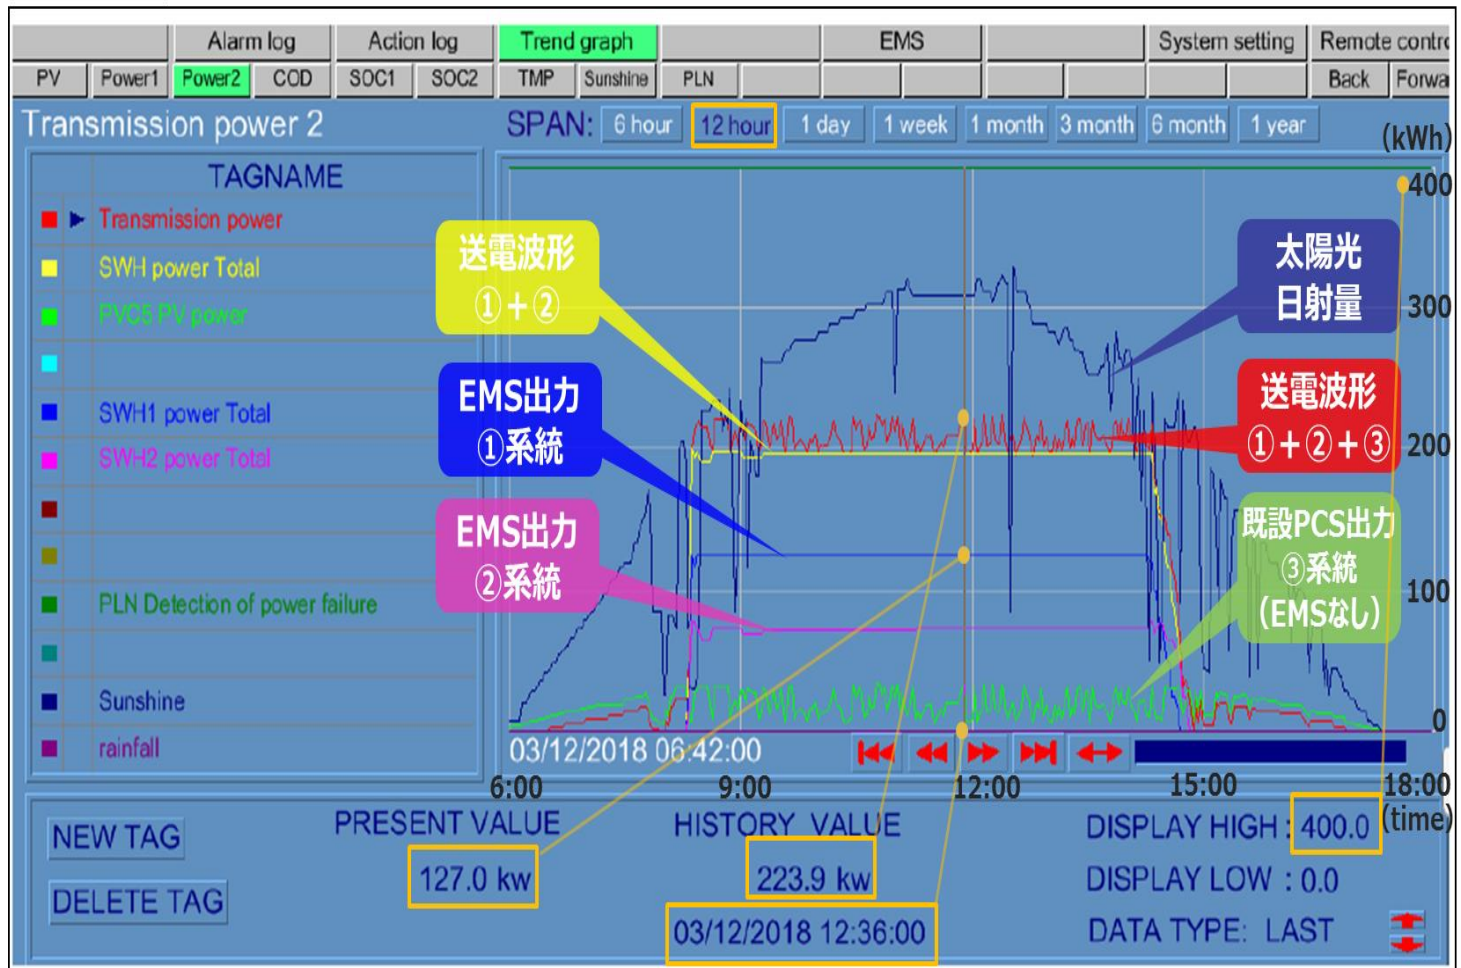 Alarm log Action log Trend graph EMS System setting Remote contro
PV Power1 Power2 COD SOC1 SOC2 TMP Sunshine PLN Back Forwa
Transmission power 2
SPAN: 6 hour 12 hour 1 day 1 week 1 month 3 month 6 month 1 year
(kWh)
TAGNAME
Transmission power
SWH power Total
PVC5 PV power
SWH1 power Total
SWH2 power Total
PLN Detection of power failure
Sunshine
rainfall
送電波形
①+②
EMS出力
①系統
EMS出力
②系統
太陽光
日射量
送電波形
①+②+③
既設PCS出力
③系統
(EMSなし)
400
300
200
100
0
03/12/2018 06:42:00
6:00 9:00 12:00 15:00 18:00
(time)
NEW TAG
DELETE TAG
PRESENT VALUE
127.0 kw
HISTORY VALUE
223.9 kw
03/12/2018 12:36:00
DISPLAY HIGH : 400.0
DISPLAY LOW : 0.0
DATA TYPE: LAST